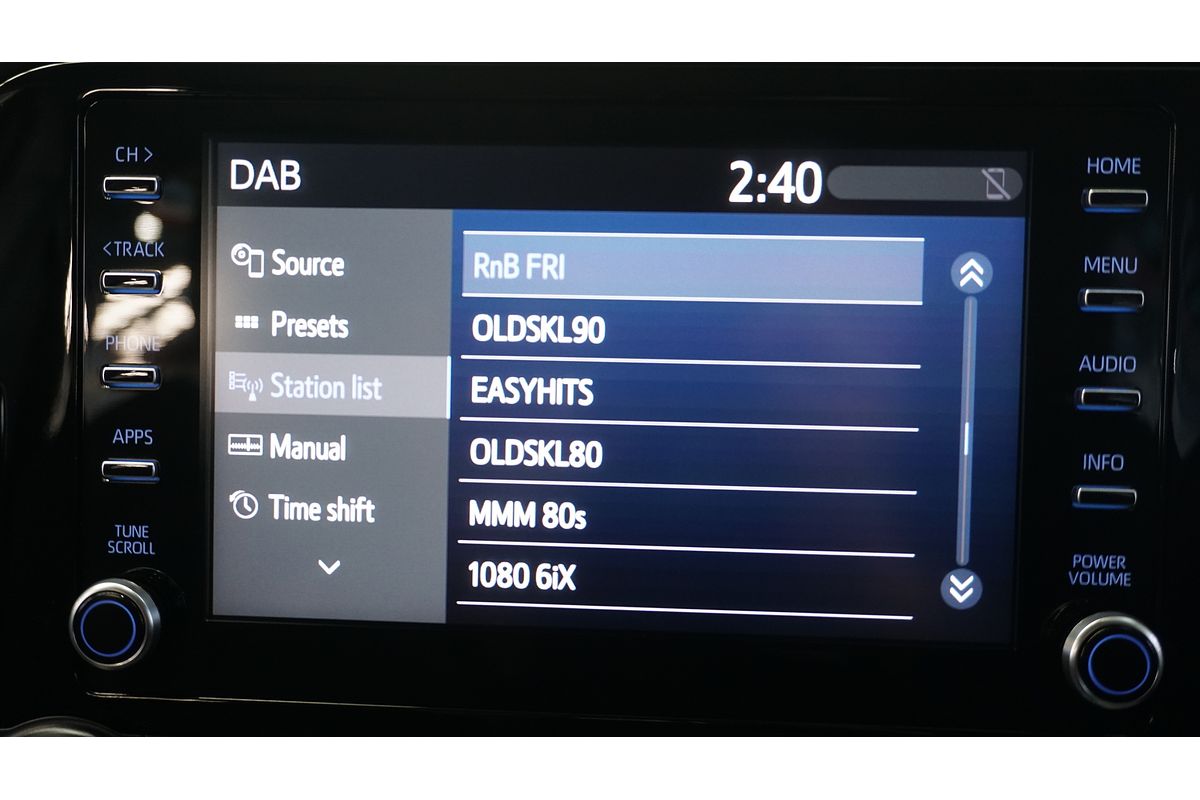 CH >
<TRACK
PHONE
APPS
TUNE
SCROLL
DAB
2:40
Source
Presets
Station list
Manual
Time shift
RnB FRI
OLDSKL90
EASYHITS
OLDSKL80
MMM 80s
1080 6iX
HOME
MENU
AUDIO
INFO
POWER
VOLUME